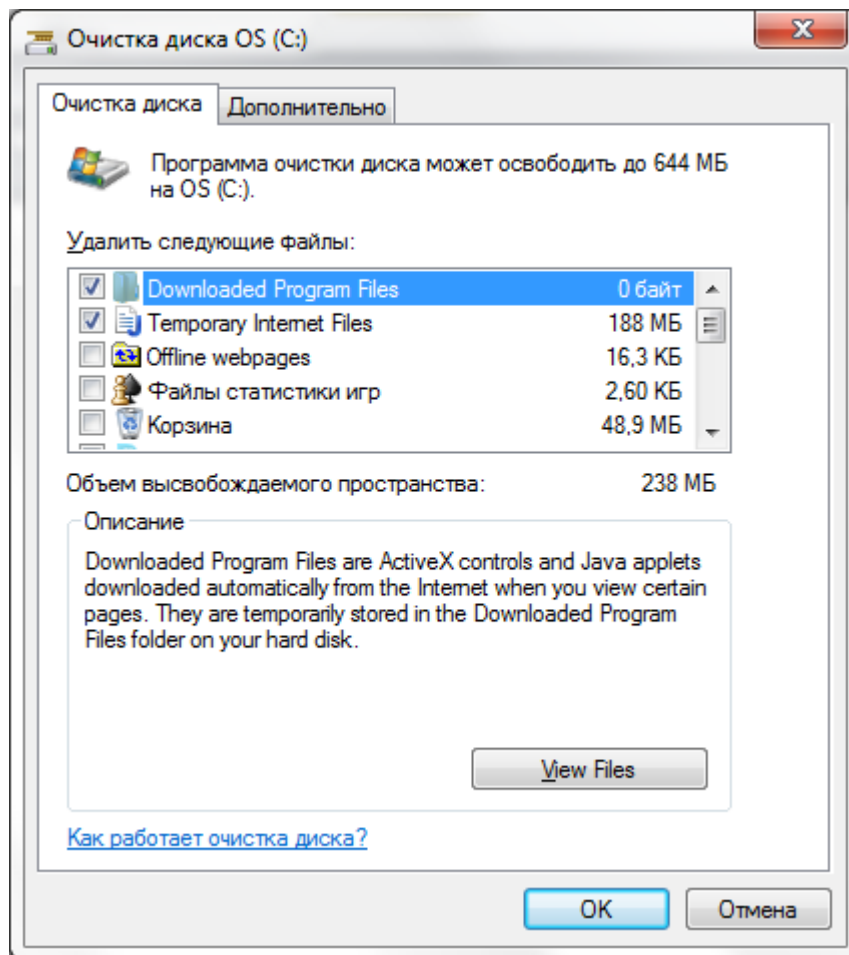 Очистка диска OS (C:)
Очистка диска Дополнительно
Программа очистки диска может освободить до 644 МБ
на OS (C:).
Удалить следующие файлы:
Downloaded Program Files 0 байт
Temporary Internet Files 188 МБ
Offline webpages 16,3 КБ
Файлы статистики игр 2,60 КБ
Корзина 48,9 МБ
Объем высвобождаемого пространства: 238 МБ
Описание
Downloaded Program Files are ActiveX controls and Java applets
downloaded automatically from the Internet when you view certain
pages. They are temporarily stored in the Downloaded Program
Files folder on your hard disk.
View Files
Как работает очистка диска?
OK Отмена